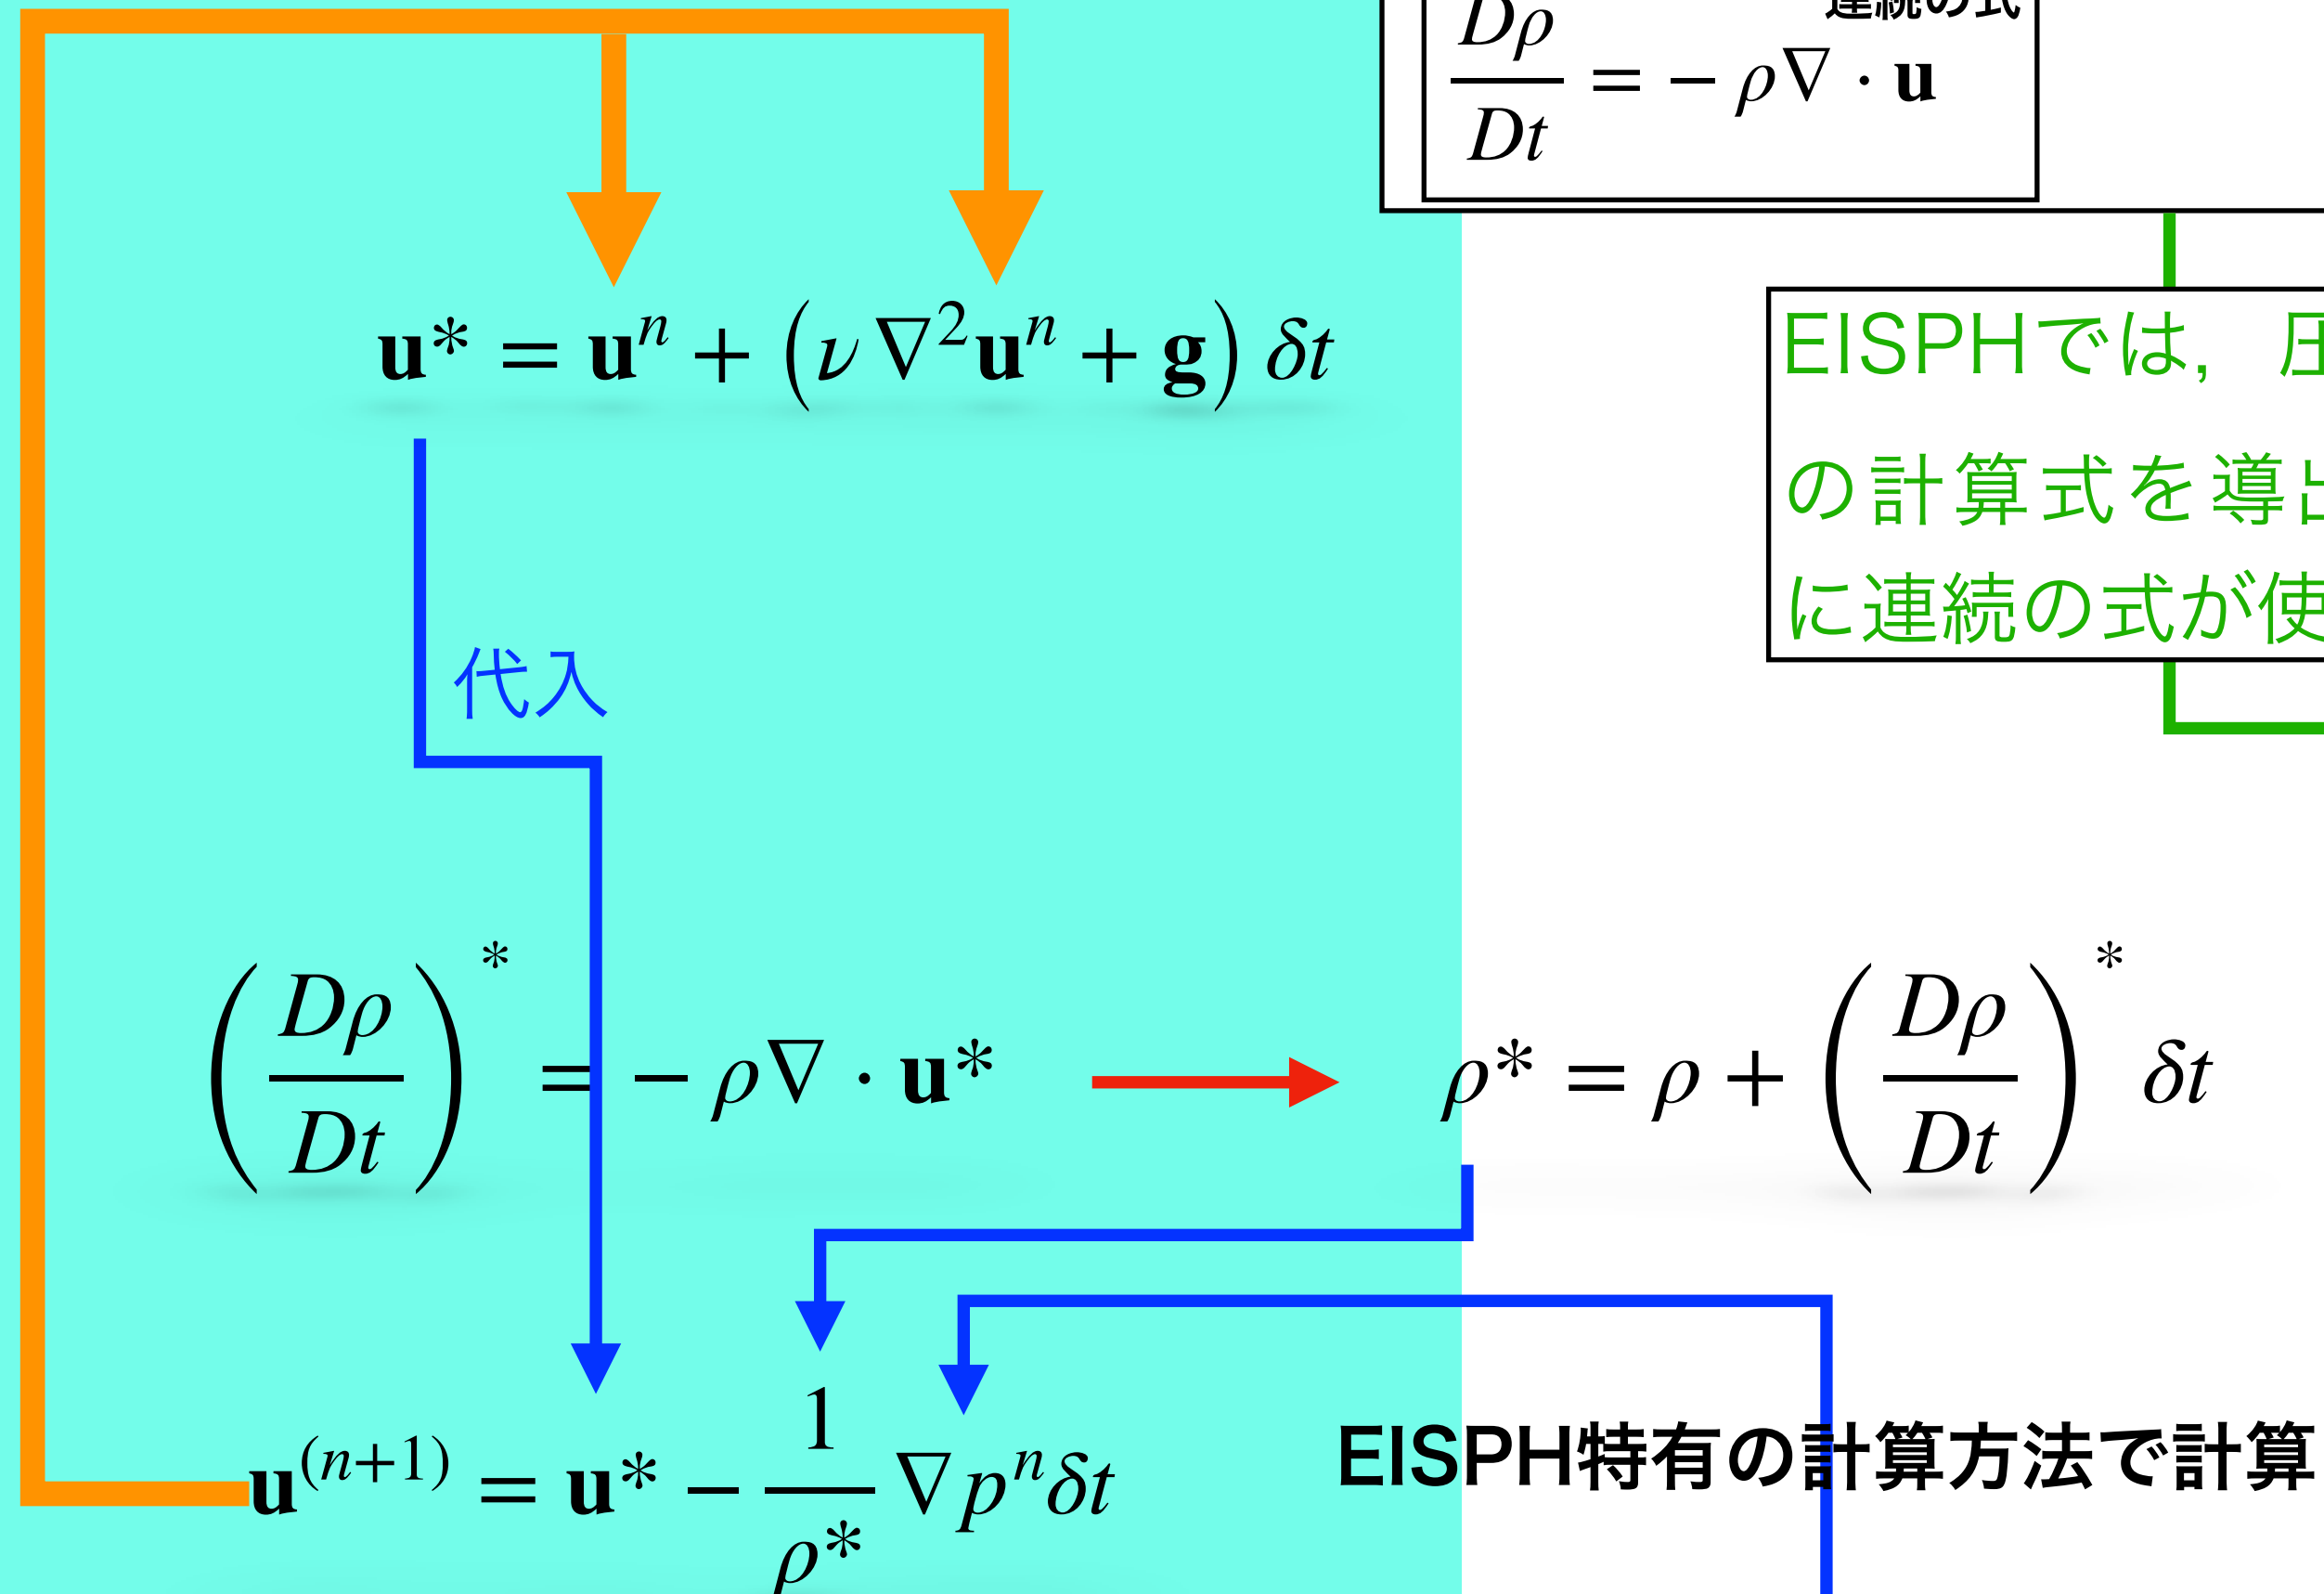 Dρ/Dt = − ρ∇ · u
u* = uⁿ + (ν ∇²uⁿ + g) δt
EISPHでは，
の計算式を導
に連続の式が使
代入
(Dρ/Dt)* = − ρ∇ · u*
ρ* = ρ + (Dρ/Dt)* δt
u⁽ⁿ⁺¹⁾ = u* − 1/ρ* ∇pⁿδt
EISPH特有の計算方法で計算